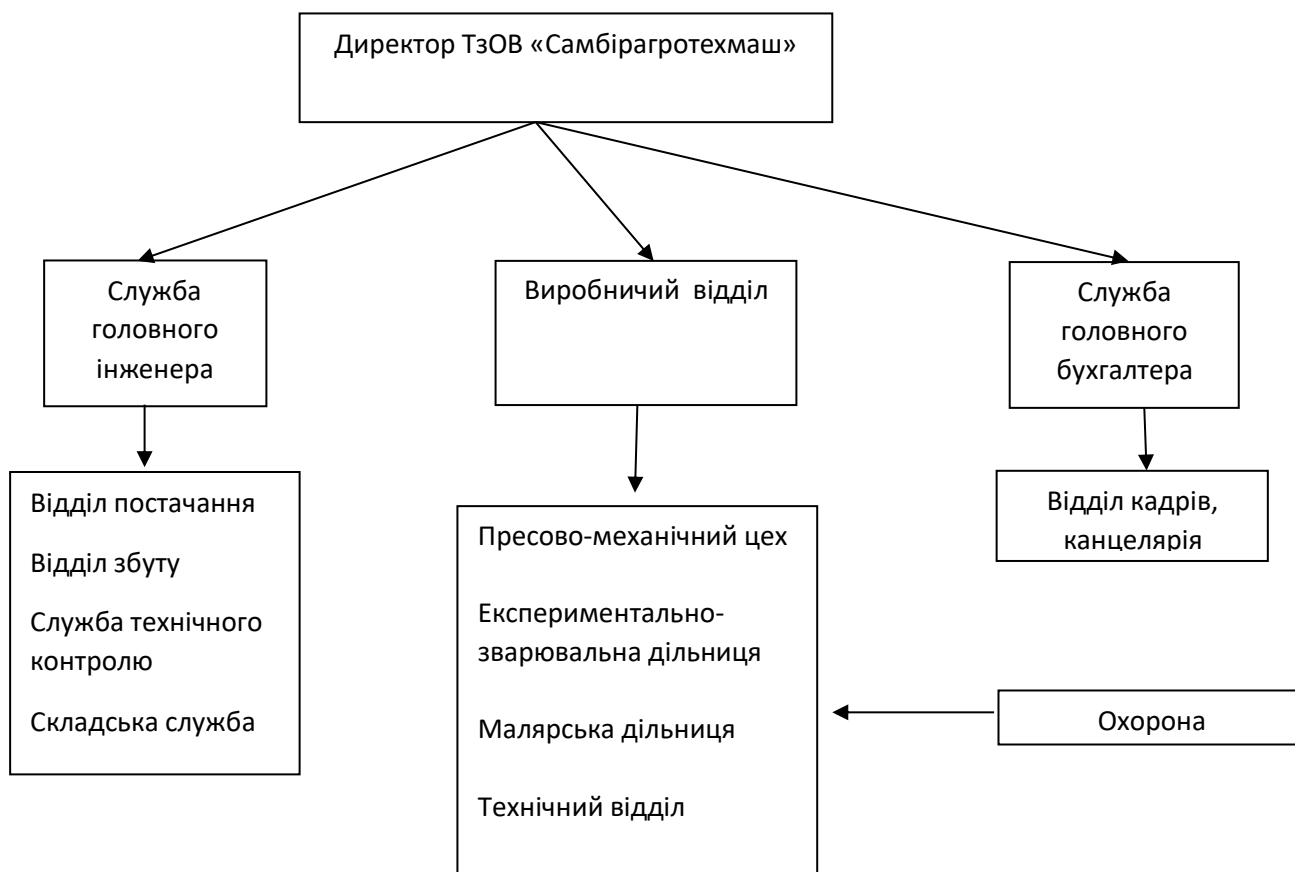 Директор ТзОВ «Самбірагротехмаш»
Служба
головного
інженера
Виробничий відділ
Служба
головного
бухгалтера
Відділ постачання
Відділ збуту
Служба технічного
контролю
Складська служба
Пресово-механічний цех
Експериментально-
зварювальна дільниця
Малярська дільниця
Технічний відділ
Відділ кадрів,
канцелярія
Охорона